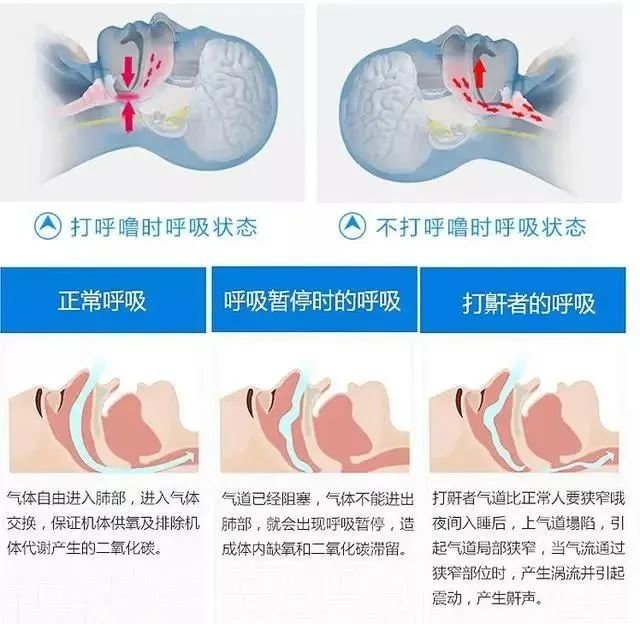 打呼噜时呼吸状态
不打呼噜时呼吸状态
正常呼吸
呼吸暂停时的呼吸
打鼾者的呼吸
气体自由进入肺部，进入气体
交换，保证机体供氧及排除机
体代谢产生的二氧化碳。
气道已经阻塞，气体不能进出
肺部，就会出现呼吸暂停，造
成体内缺氧和二氧化碳滞留。
打鼾者气道比正常人要狭窄哦
夜间入睡后，上气道塌陷，引
起气道局部狭窄，当气流通过
狭窄部位时，产生涡流并引起
震动，产生鼾声。